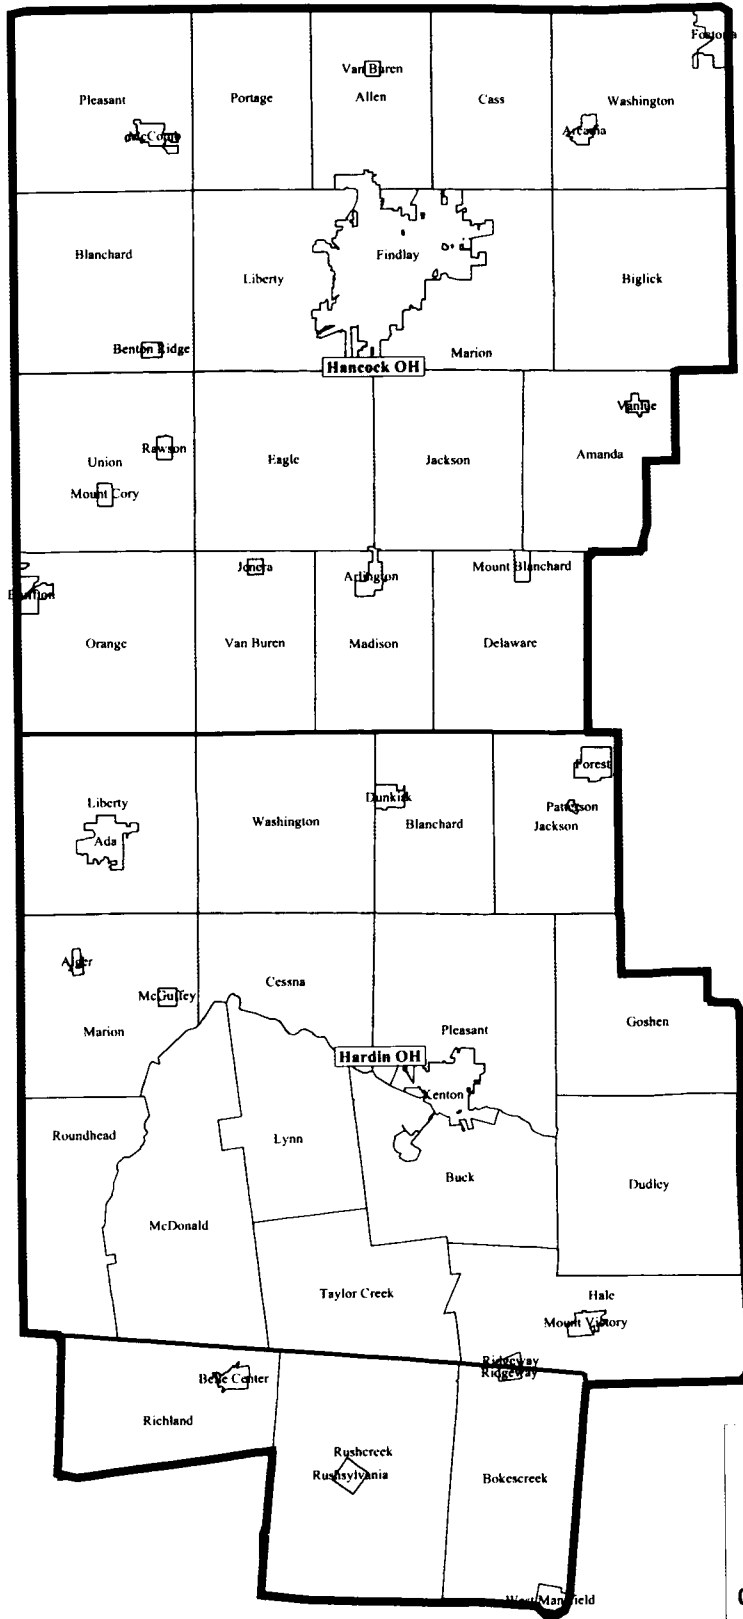 Fostoria
Van Buren
Pleasant
Portage
Allen
Cass
Washington
McComb
Arcadia
Blanchard
Findlay
Liberty
Biglick
Benton Ridge
Marion
Hancock OH
Vanlue
Rawson
Union
Eagle
Jackson
Amanda
Mount Cory
Jenera
Arlington
Mount Blanchard
Bluffton
Orange
Van Buren
Madison
Delaware
Forest
Liberty
Dunkirk
Patterson
Washington
Blanchard
Jackson
Ada
Alger
Cessna
McGuffey
Marion
Pleasant
Goshen
Hardin OH
Kenton
Roundhead
Lynn
Buck
Dudley
McDonald
Taylor Creek
Hale
Mount Victory
Ridgeway
Ridgeway
Belle Center
Richland
Rushcreek
Rushsylvania
Bokescreek
West Mansfield